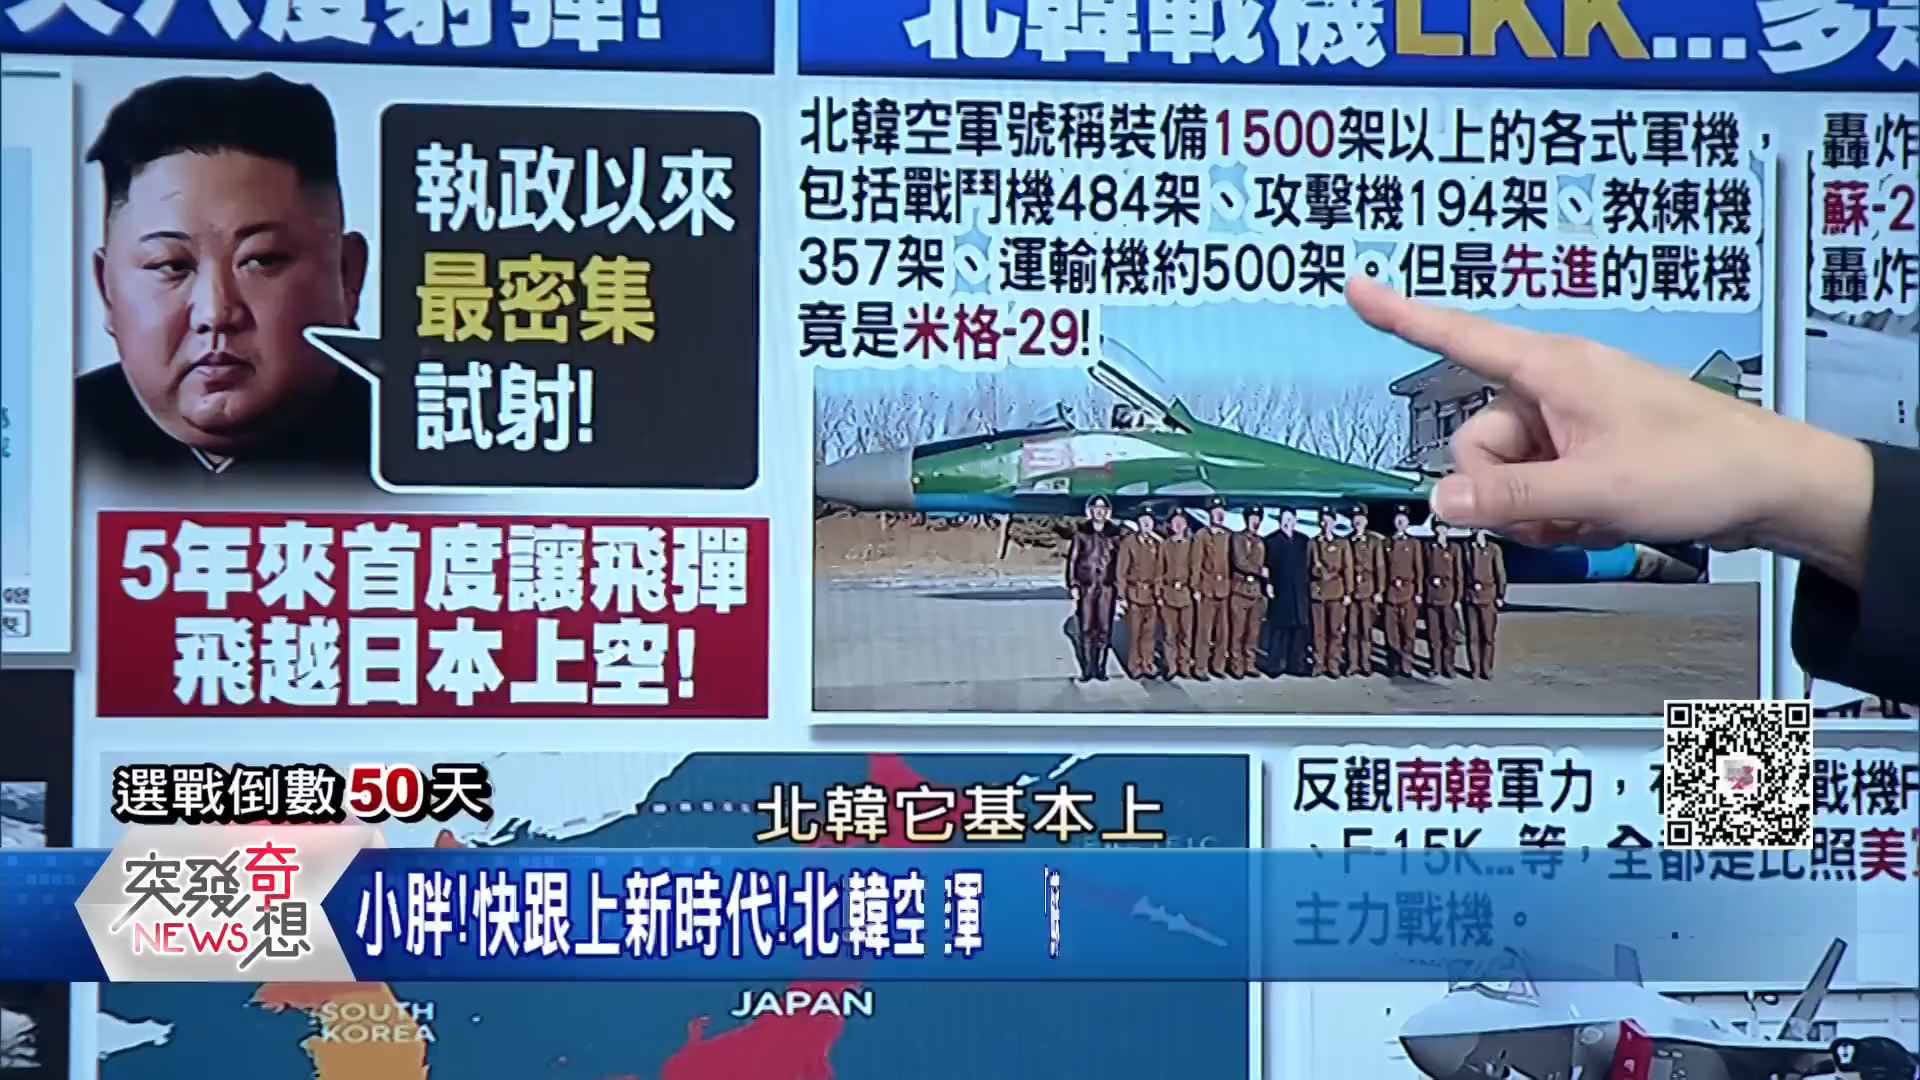 度射彈!
北韓戰機LKK...多
執政以來
最密集
試射!
5年來首度讓飛彈
飛越日本上空!
北韓空軍號稱裝備1500架以上的各式軍機，
包括戰鬥機484架、攻擊機194架、教練機
357架、運輸機約500架。但最先進的戰機
竟是米格-29!
轟炸
蘇-2
轟炸
選戰倒數50天
北韓它基本上
反觀南韓軍力，
戰機F
、F-15K...等，全都是比照美
主力戰機。
突發奇想
NEWS
小胖!快跟上新時代!北韓空
SOUTH
KOREA
JAPAN